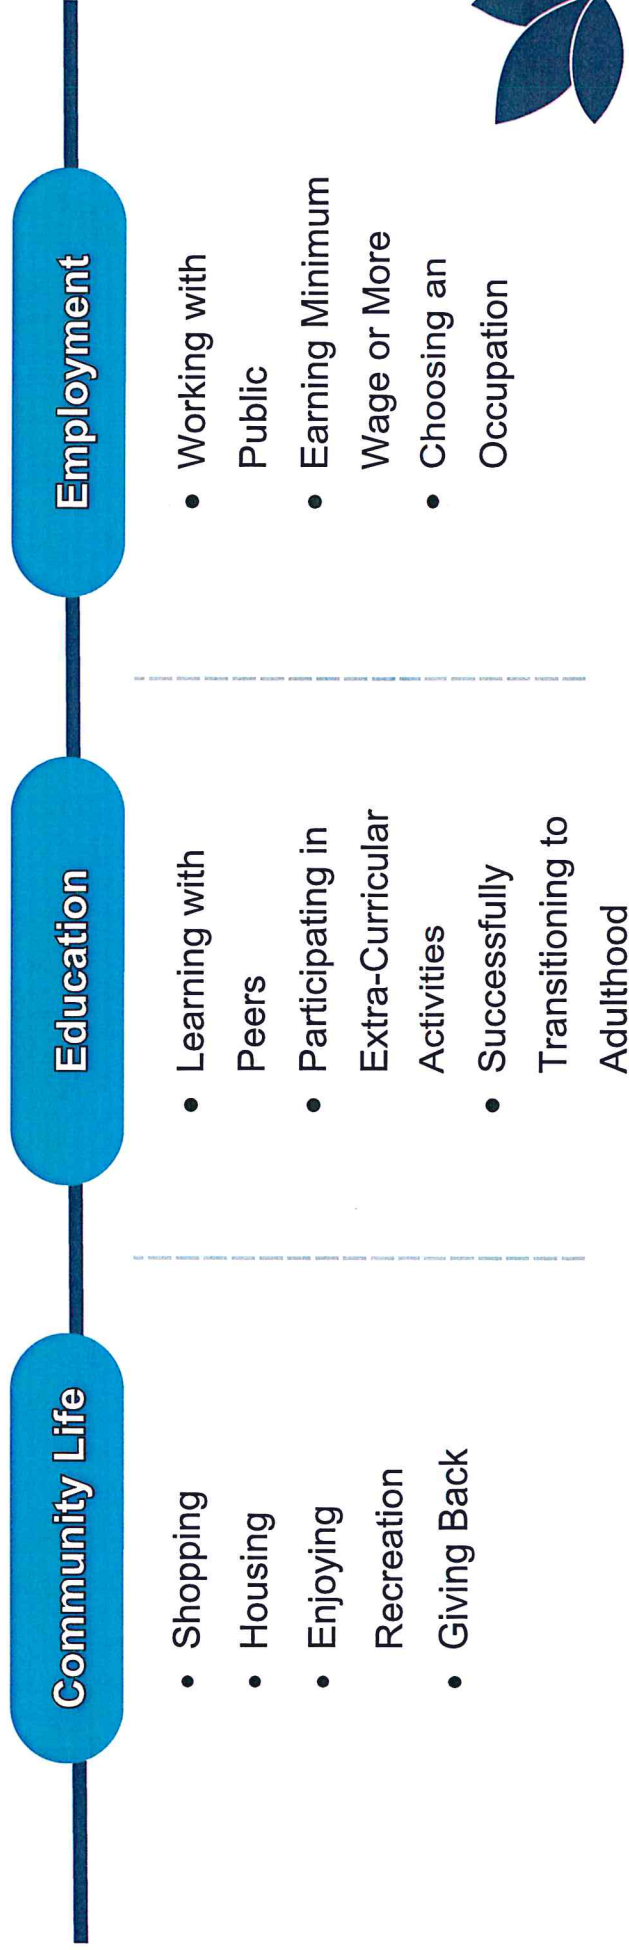 Community Life
• Shopping
• Housing
• Enjoying
Recreation
• Giving Back
Education
• Learning with
Peers
• Participating in
Extra-Curricular
Activities
• Successfully
Transitioning to
Adulthood
Employment
• Working with
Public
• Earning Minimum
Wage or More
• Choosing an
Occupation